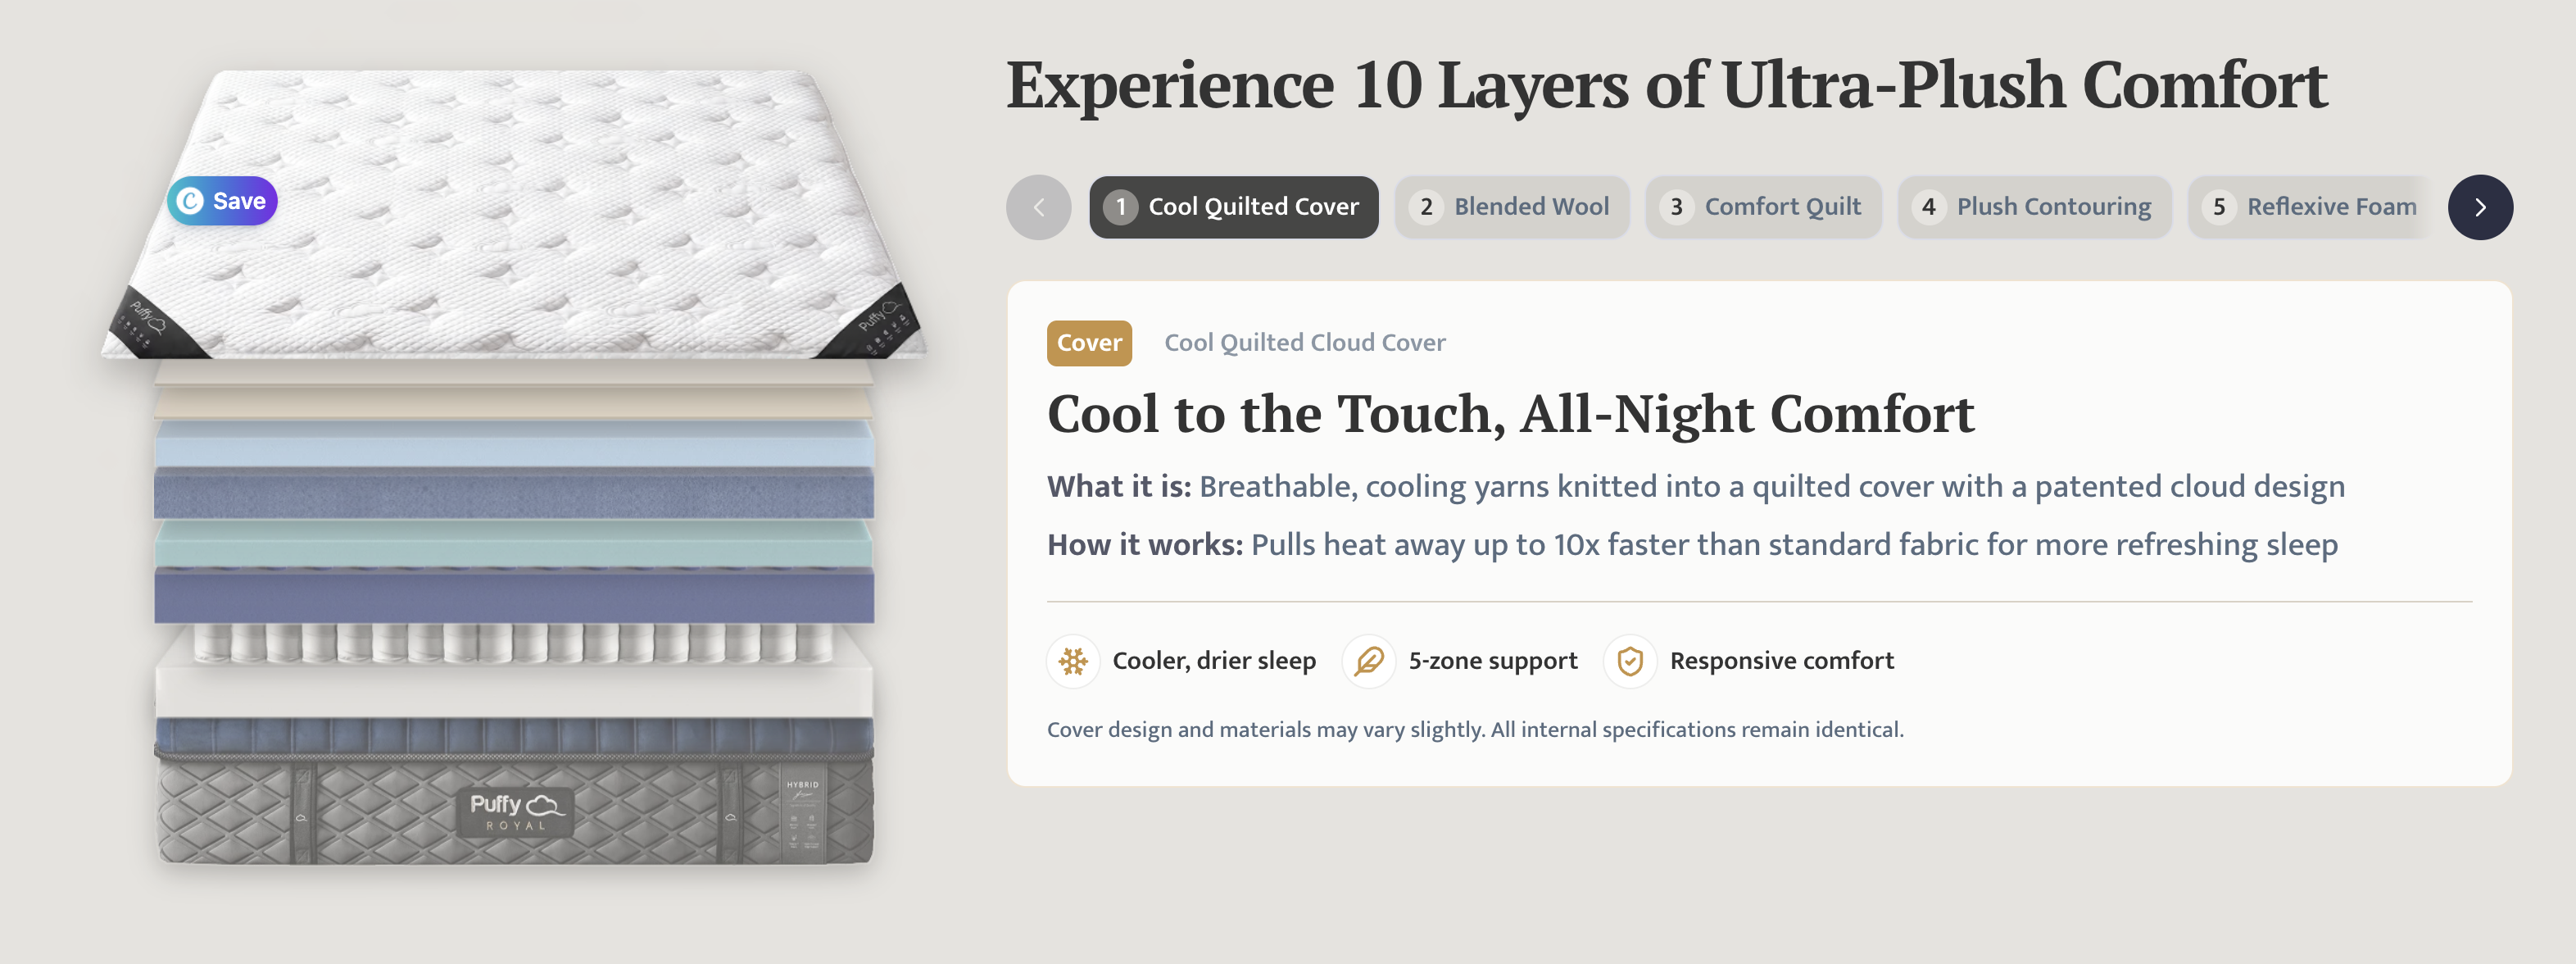 Experience 10 Layers of Ultra-Plush Comfort
1 Cool Quilted Cover
2 Blended Wool
3 Comfort Quilt
4 Plush Contouring
5 Reflexive Foam
Save
Puffy
Puffy
Cover Cool Quilted Cloud Cover
Cool to the Touch, All-Night Comfort
What it is: Breathable, cooling yarns knitted into a quilted cover with a patented cloud design
How it works: Pulls heat away up to 10x faster than standard fabric for more refreshing sleep
Cooler, drier sleep
5-zone support
Responsive comfort
Cover design and materials may vary slightly. All internal specifications remain identical.
HYBRID
Puffy
ROYAL